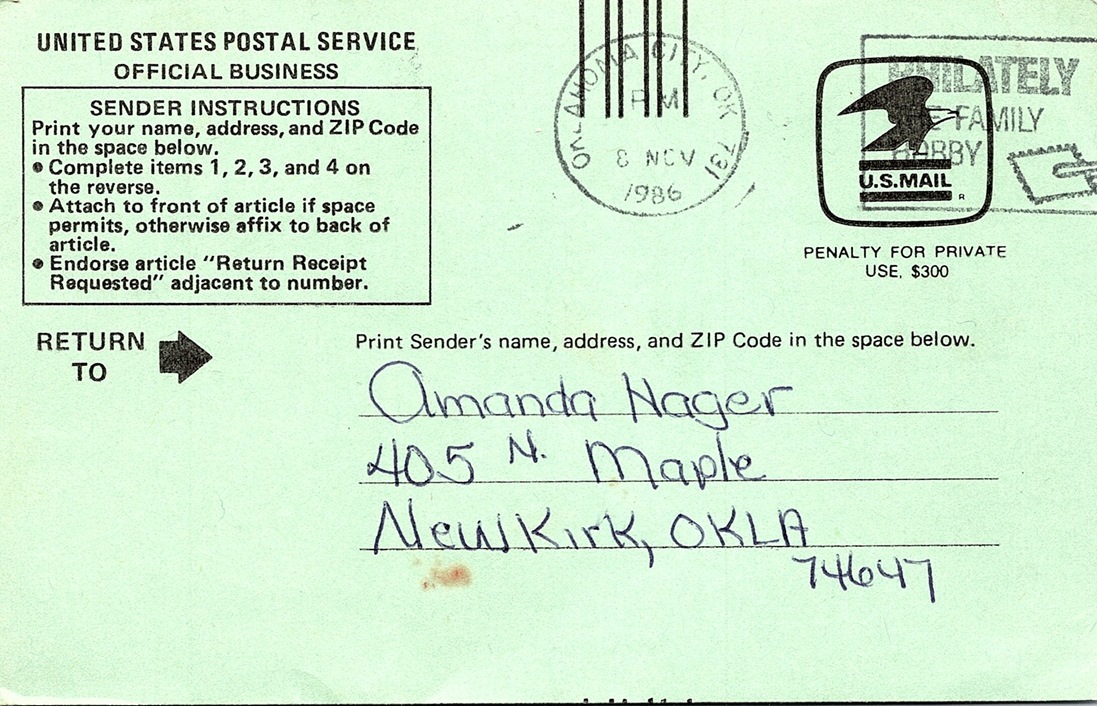 UNITED STATES POSTAL SERVICE
OFFICIAL BUSINESS
SENDER INSTRUCTIONS
Print your name, address, and ZIP Code
in the space below.
• Complete items 1, 2, 3, and 4 on
the reverse.
• Attach to front of article if space
permits, otherwise affix to back of
article.
• Endorse article "Return Receipt
Requested" adjacent to number.
OKLAHOMA CITY, OK 731
PM
8 NOV
1986
PHILATELY
THE FAMILY
HOBBY
U.S.MAIL
R
PENALTY FOR PRIVATE
USE, $300
RETURN
TO
Print Sender's name, address, and ZIP Code in the space below.
Amanda Hager
405 N. Maple
Newkirk, OKLA
74647